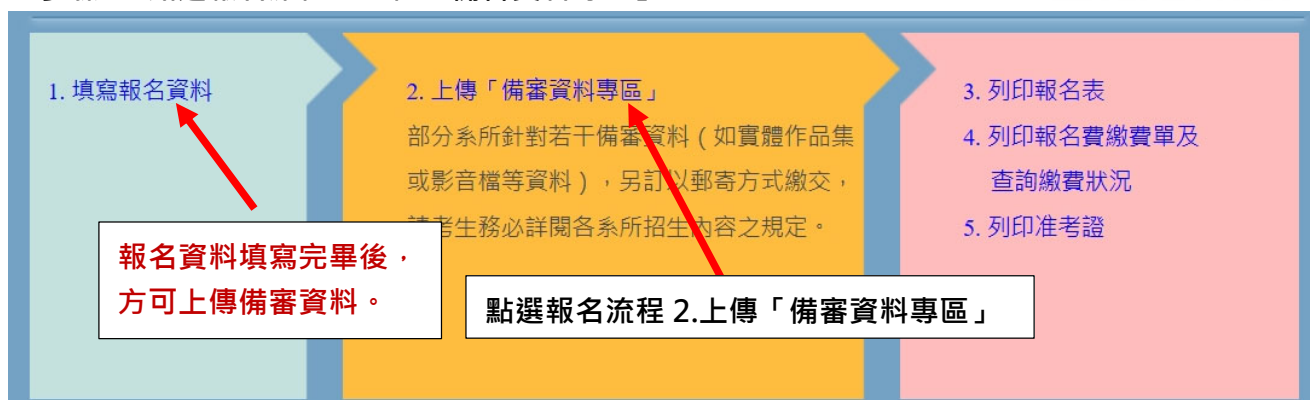 1. 填寫報名資料
2. 上傳「備審資料專區」
部分系所針對若干備審資料（如實體作品集
或影音檔等資料），另訂以郵寄方式繳交，
請考生務必詳閱各系所招生內容之規定。
3. 列印報名表
4. 列印報名費繳費單及
查詢繳費狀況
5. 列印准考證
報名資料填寫完畢後，
方可上傳備審資料。
點選報名流程 2.上傳「備審資料專區」